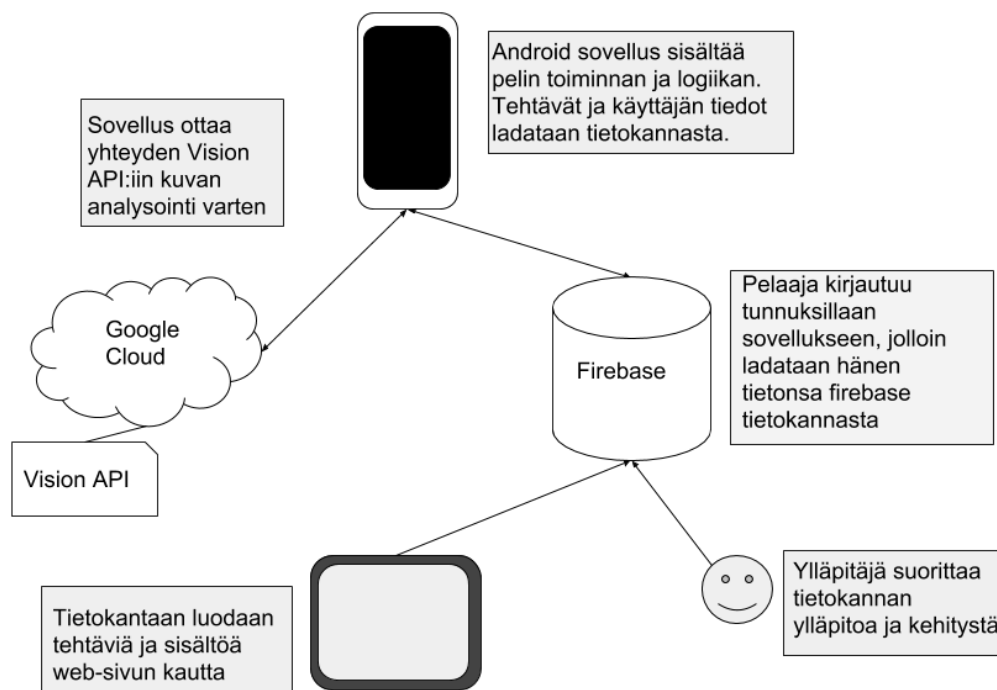 Android sovellus sisältää
pelin toiminnan ja logiikan.
Tehtävät ja käyttäjän tiedot
ladataan tietokannasta.
Sovellus ottaa
yhteyden Vision
API:iin kuvan
analysointi varten
Google
Cloud
Vision API
Firebase
Pelaaja kirjautuu
tunnuksillaan
sovellukseen, jolloin
ladataan hänen
tietonsa firebase
tietokannasta
Tietokantaan luodaan
tehtäviä ja sisältöä
web-sivun kautta
Ylläpitäjä suorittaa
tietokannan
ylläpitoa ja kehitystä